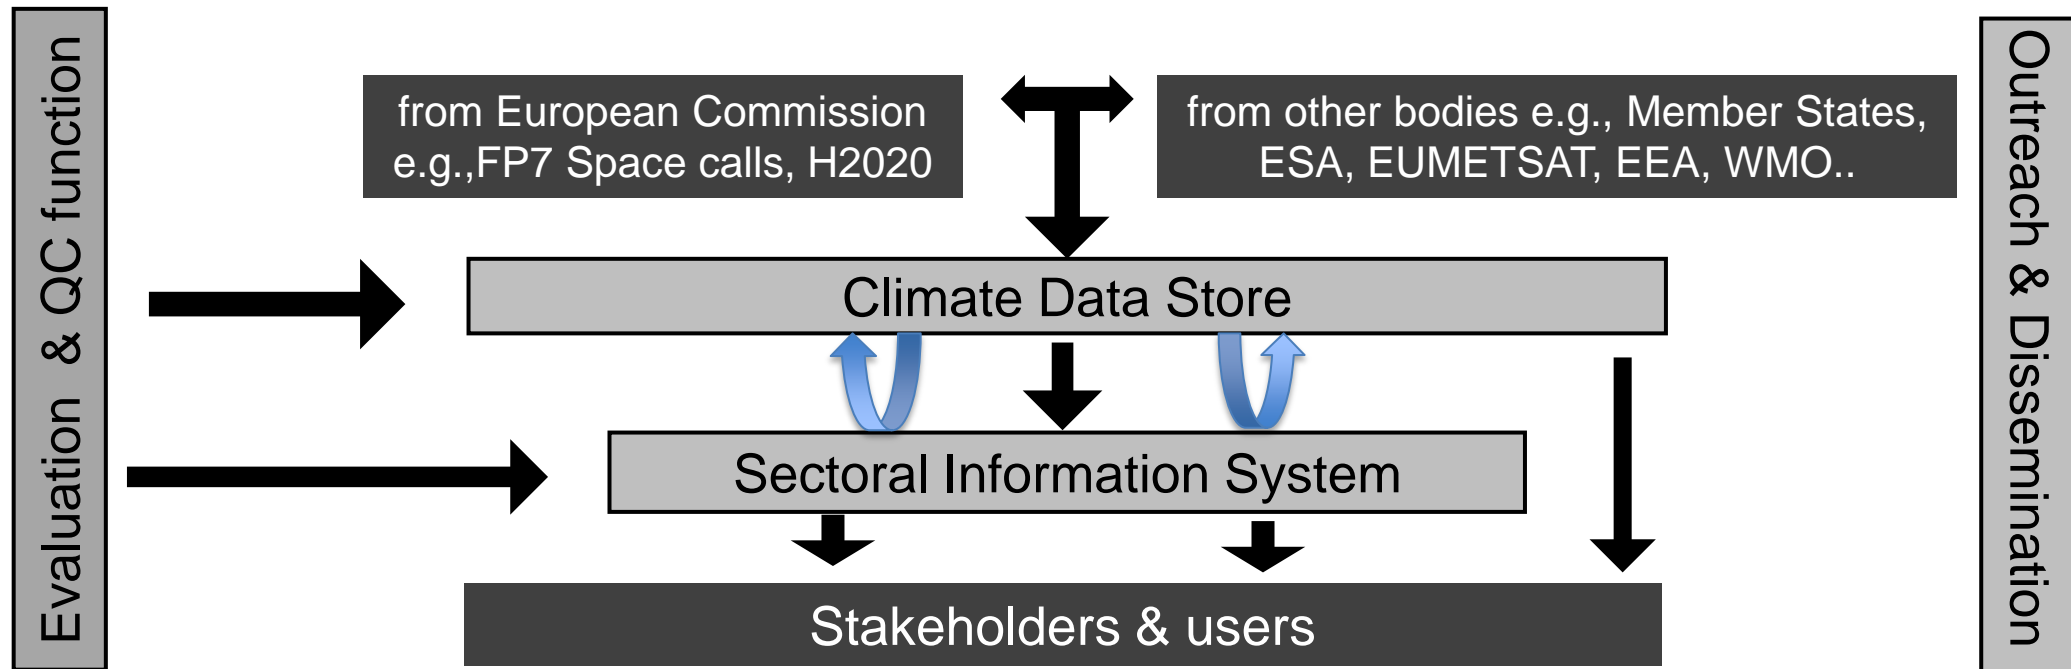 Evaluation & QC function
from European Commission
e.g.,FP7 Space calls, H2020
from other bodies e.g., Member States,
ESA, EUMETSAT, EEA, WMO..
Climate Data Store
Sectoral Information System
Stakeholders & users
Outreach & Dissemination